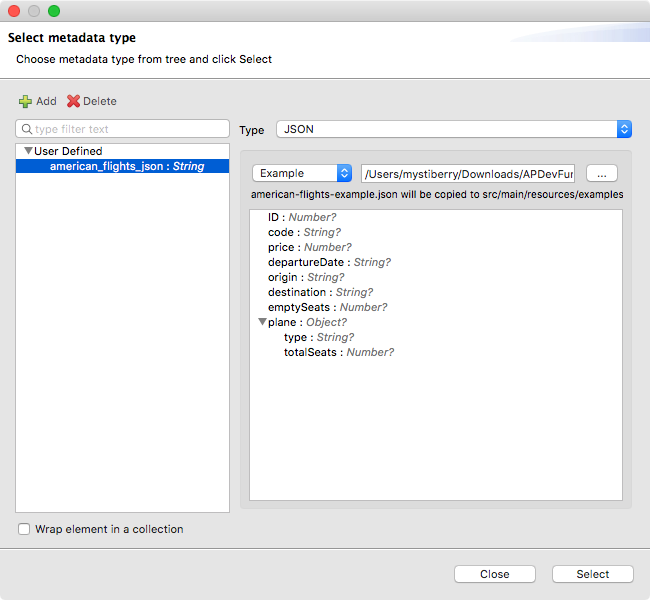 Select metadata type
Choose metadata type from tree and click Select
Add Delete
type filter text
Type JSON
User Defined
american_flights_json : String
Example /Users/mystiberry/Downloads/APDevFun ...
american-flights-example.json will be copied to src/main/resources/examples
ID : Number?
code : String?
price : Number?
departureDate : String?
origin : String?
destination : String?
emptySeats : Number?
plane : Object?
type : String?
totalSeats : Number?
Wrap element in a collection
Close Select